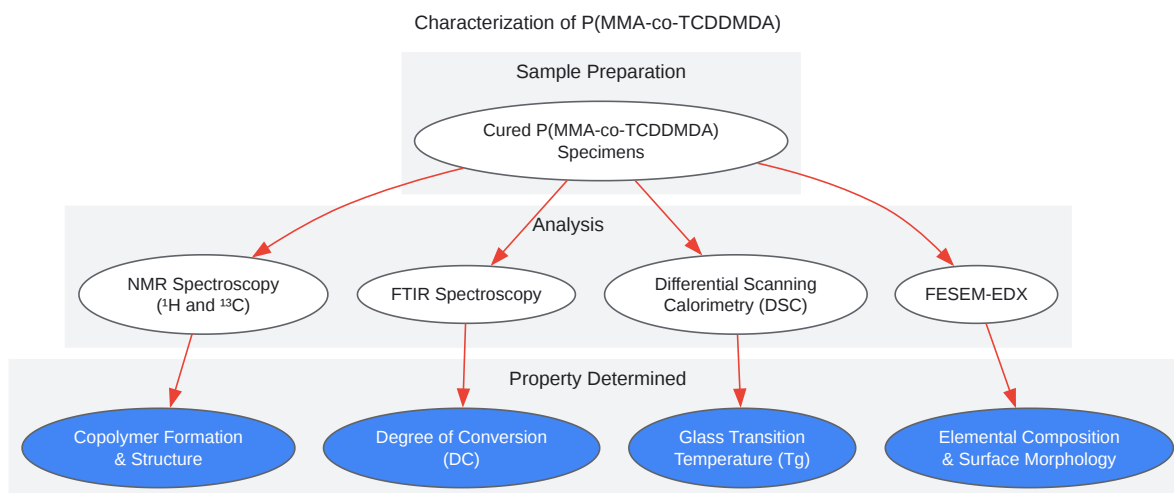 Characterization of P(MMA-co-TCDDMDA)
Sample Preparation
Cured P(MMA-co-TCDDMDA)
Specimens
Analysis
NMR Spectroscopy
(¹H and ¹³C)
FTIR Spectroscopy
Differential Scanning
Calorimetry (DSC)
FESEM-EDX
Property Determined
Copolymer Formation
& Structure
Degree of Conversion
(DC)
Glass Transition
Temperature (Tg)
Elemental Composition
& Surface Morphology